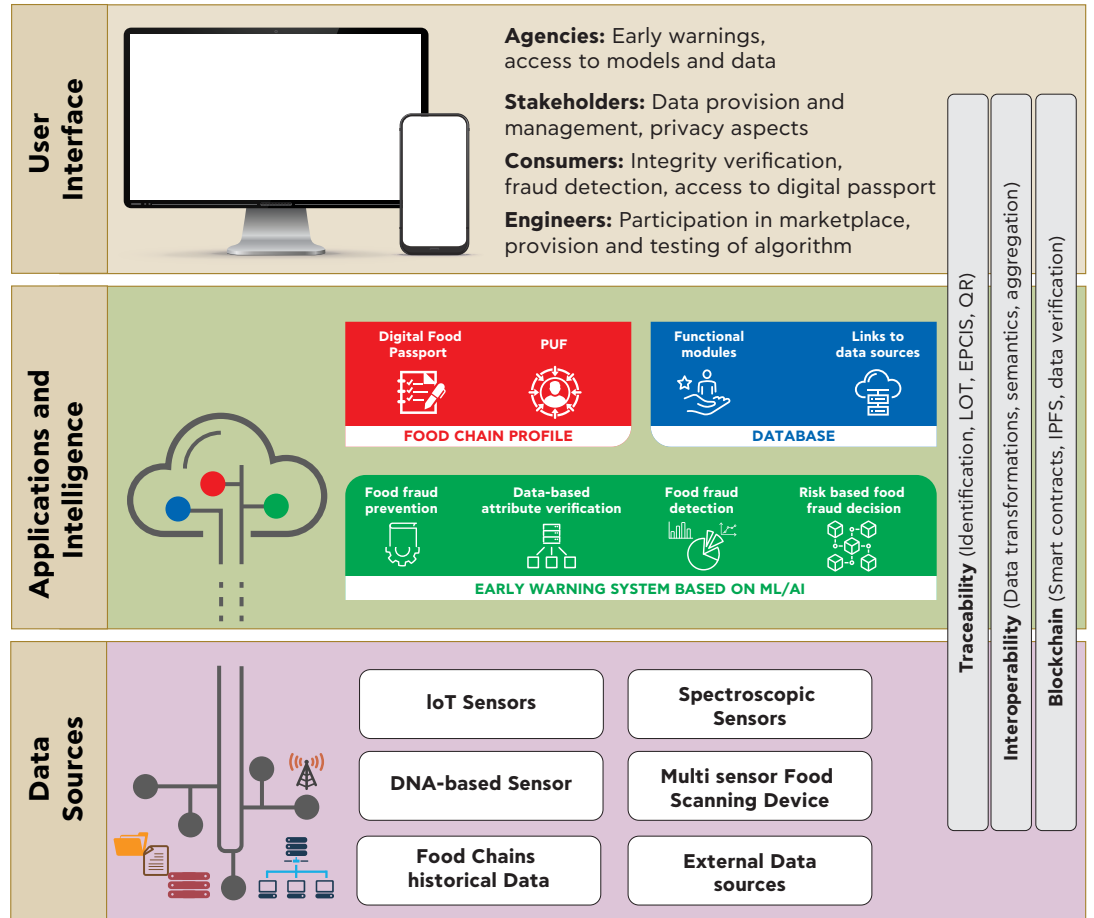 User
Interface
Agencies: Early warnings,
access to models and data
Stakeholders: Data provision and
management, privacy aspects
Consumers: Integrity verification,
fraud detection, access to digital passport
Engineers: Participation in marketplace,
provision and testing of algorithm
Applications and
Intelligence
Digital Food
Passport
PUF
FOOD CHAIN PROFILE
Functional
modules
Links to
data sources
DATABASE
Food fraud
prevention
Data-based
attribute verification
Food fraud
detection
Risk based food
fraud decision
EARLY WARNING SYSTEM BASED ON ML/AI
Data
Sources
IoT Sensors
Spectroscopic
Sensors
DNA-based Sensor
Multi sensor Food
Scanning Device
Food Chains
historical Data
External Data
sources
Traceability (Identification, LOT, EPCIS, QR)
Interoperability (Data transformations, semantics, aggregation)
Blockchain (Smart contracts, IPFS, data verification)